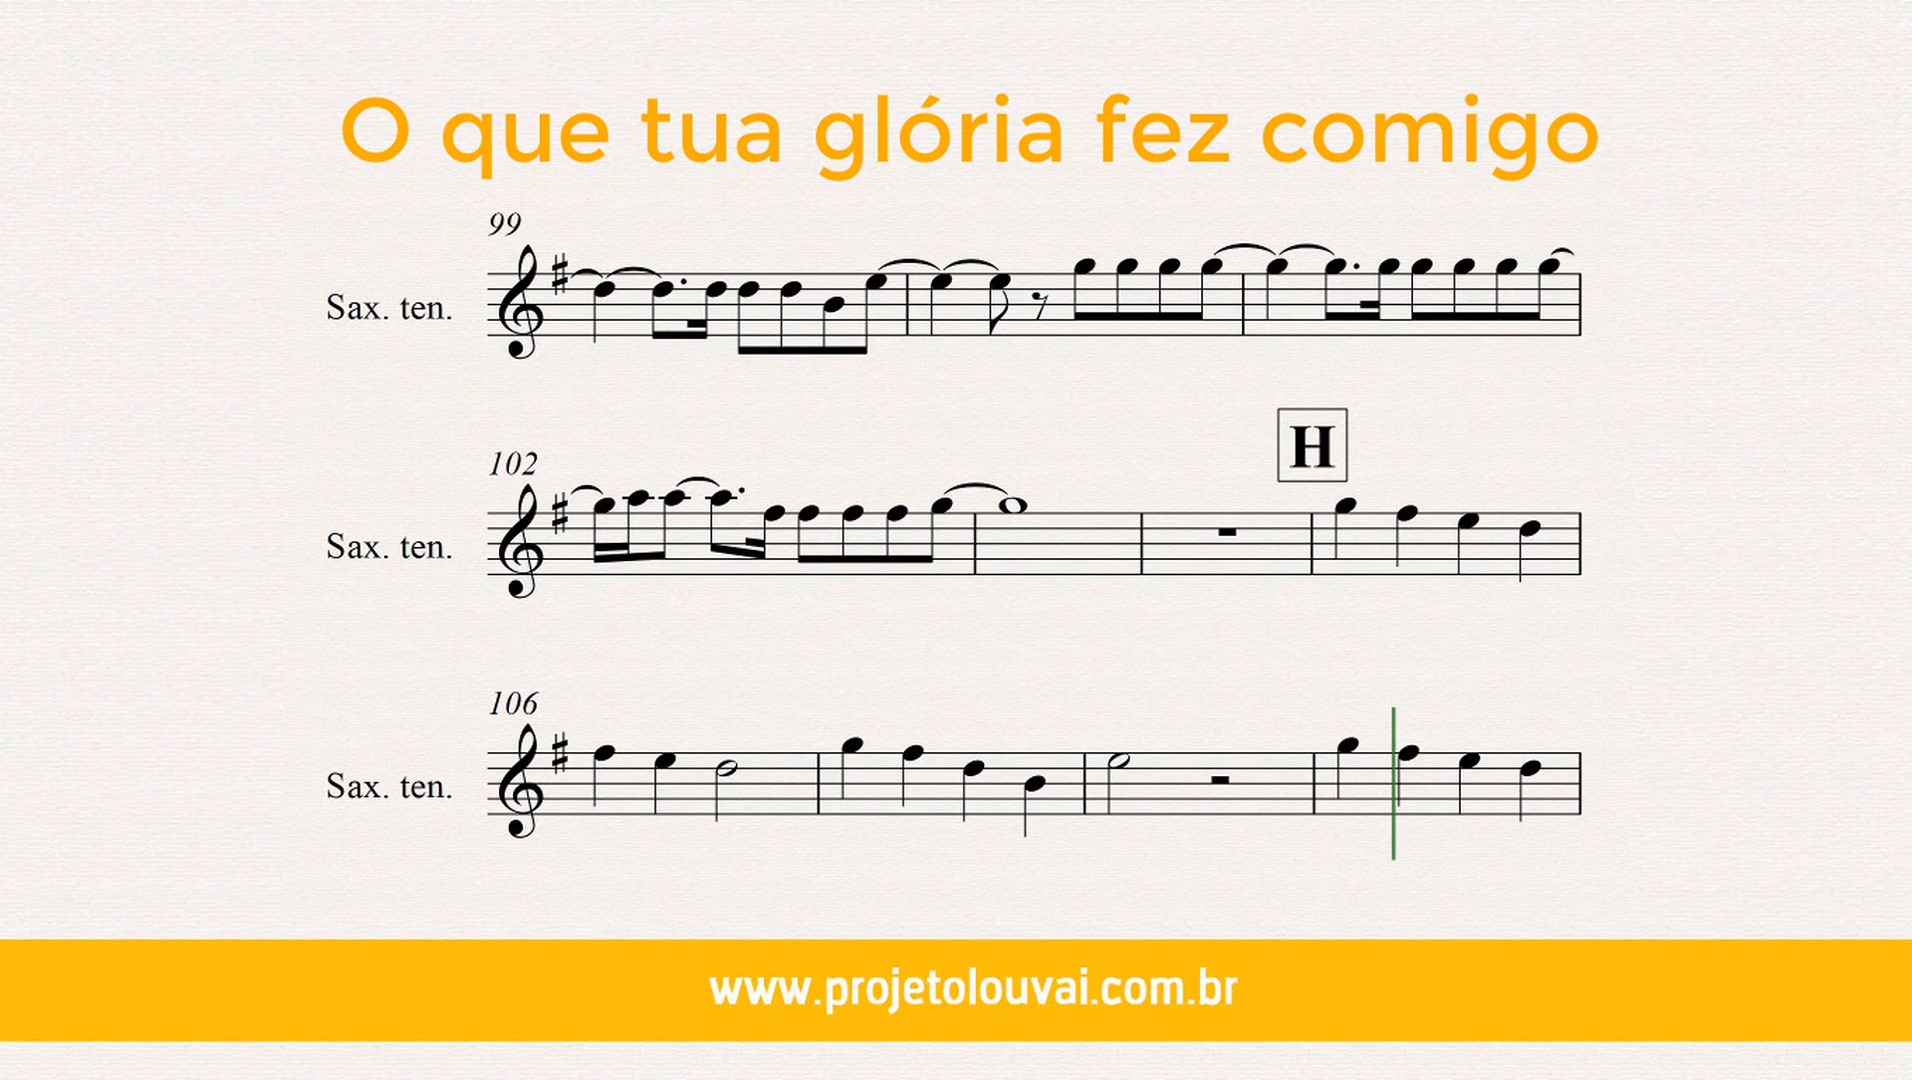 O que tua glória fez comigo
99
Sax. ten.
H
102
Sax. ten.
106
Sax. ten.
www.projetolouvai.com.br